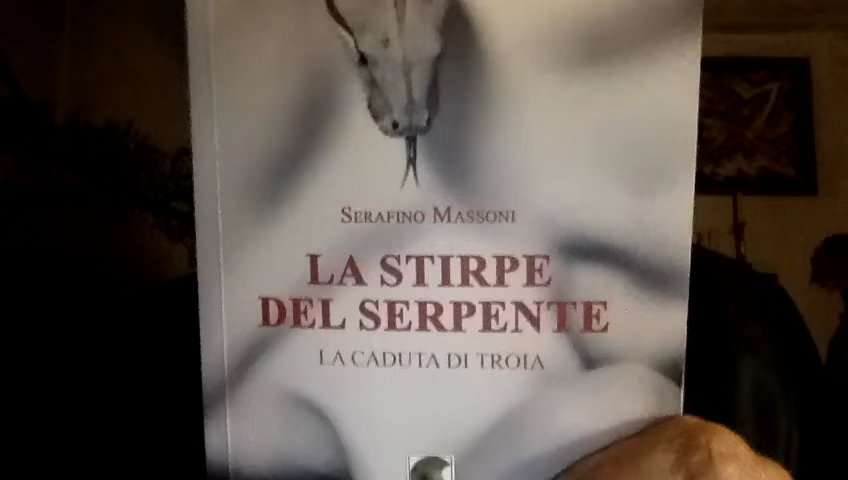 SERAFINO MASSONI
LA STIRPE
DEL SERPENTE
LA CADUTA DI TROIA